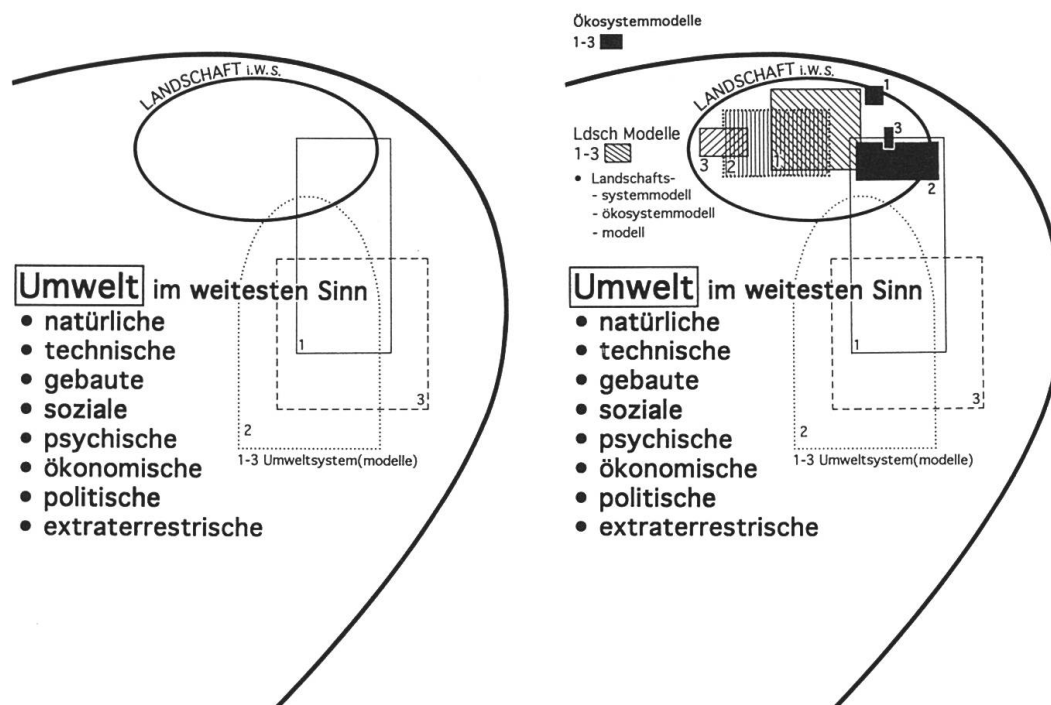 LANDSCHAFT i.w.S.
Umwelt im weitesten Sinn
• natürliche
• technische
• gebaute
• soziale
• psychische
• ökonomische
• politische
• extraterrestrische
1
2
3
1-3 Umweltsystem(modelle)
Ökosystemmodelle
1-3
LANDSCHAFT i.w.S.
1
3
2
Ldsch Modelle
1-3
3
2
1
• Landschafts-
- systemmodell
- ökosystemmodell
- modell
Umwelt im weitesten Sinn
• natürliche
• technische
• gebaute
• soziale
• psychische
• ökonomische
• politische
• extraterrestrische
1
3
2
1-3 Umweltsystem(modelle)